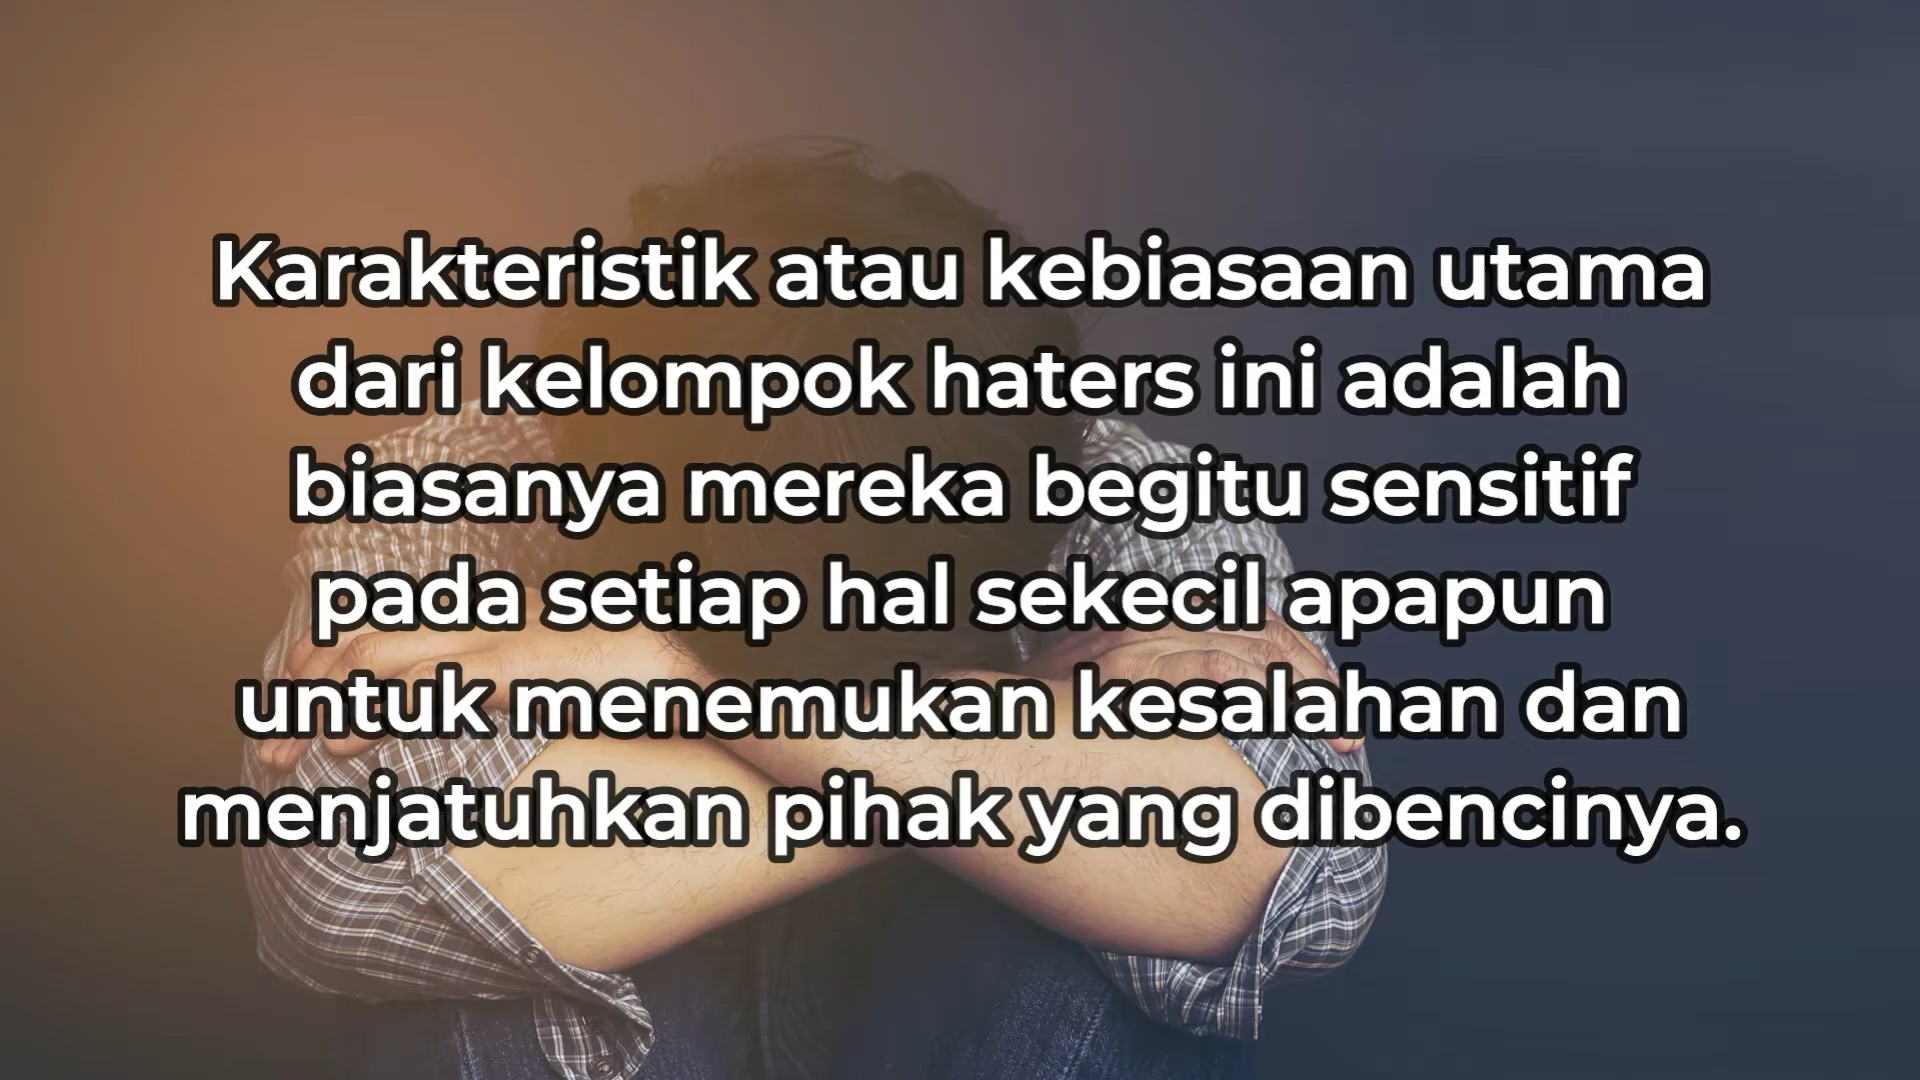 Karakteristik atau kebiasaan utama
dari kelompok haters ini adalah
biasanya mereka begitu sensitif
pada setiap hal sekecil apapun
untuk menemukan kesalahan dan
menjatuhkan pihak yang dibencinya.